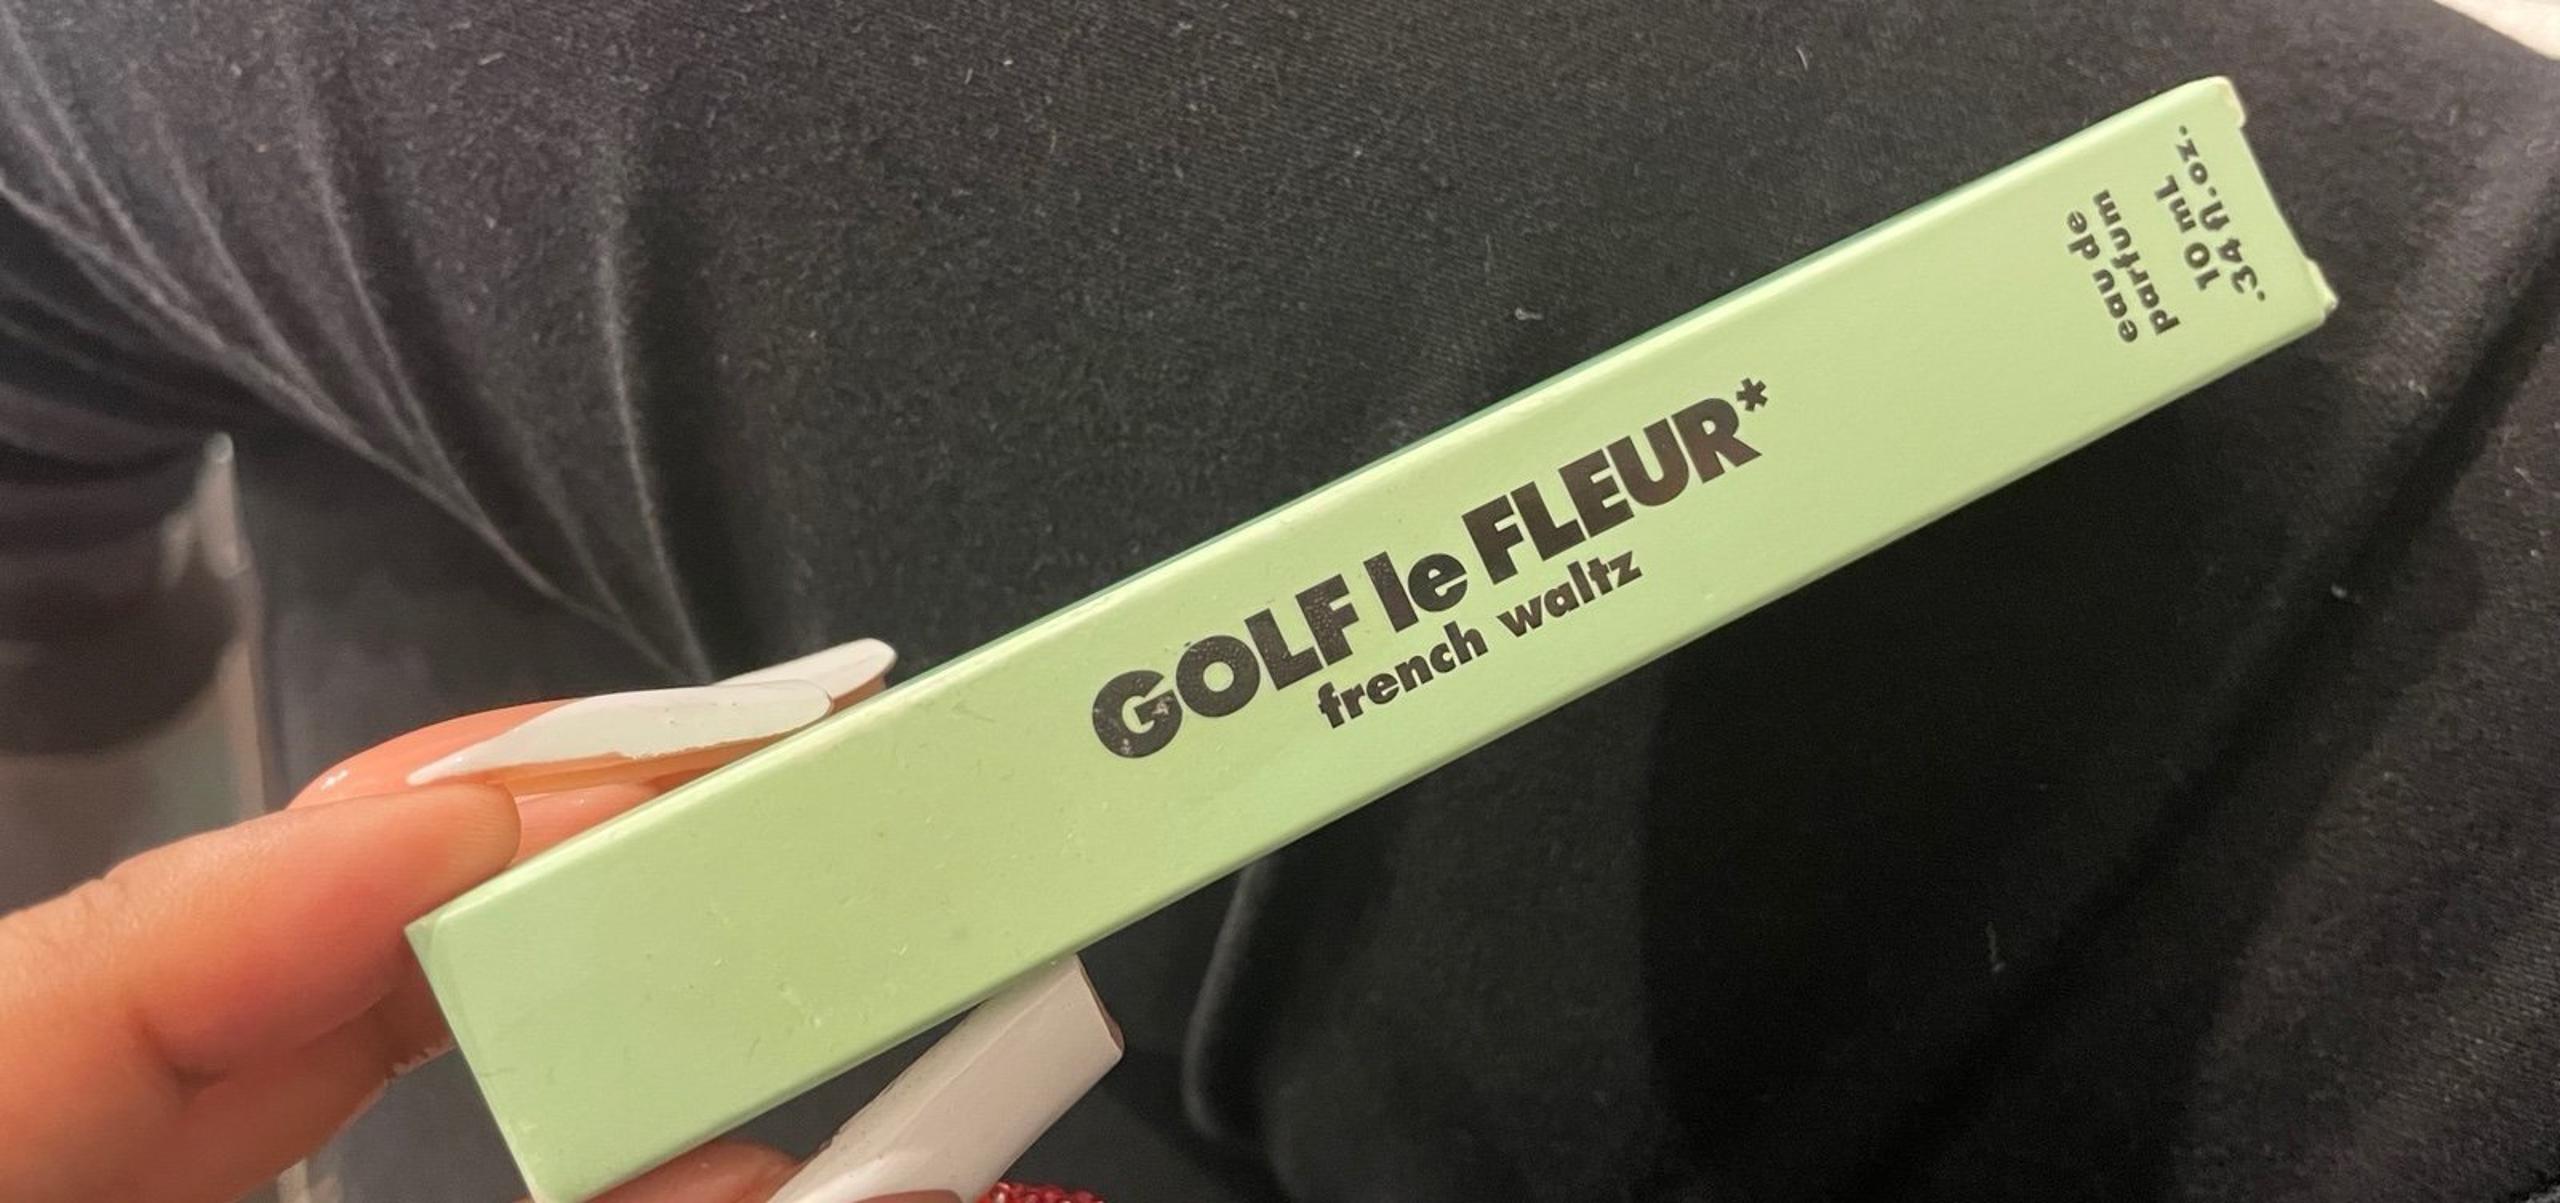 GOLF le FLEUR*
french waltz
eau de
parfum
10 mL
.34 fl.oz.